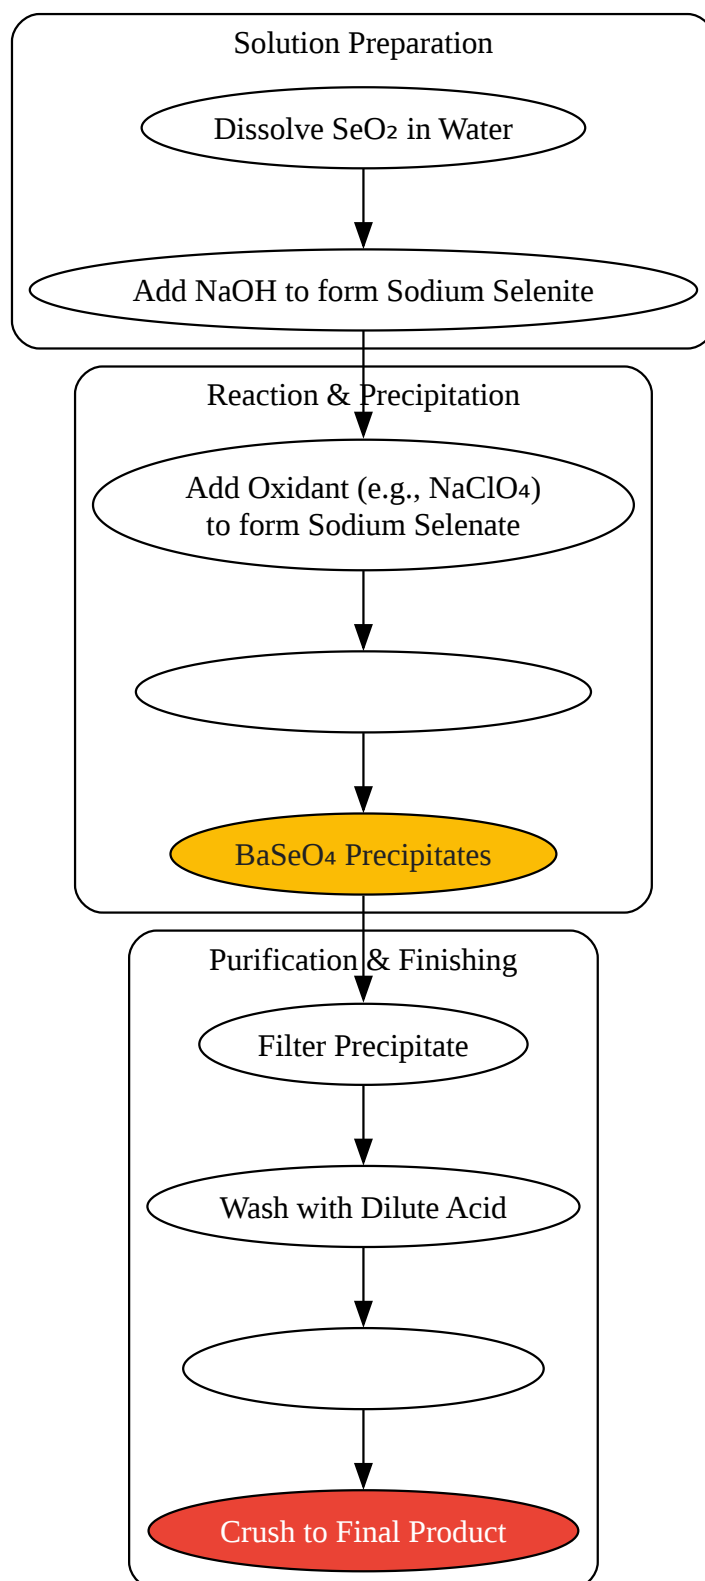 Solution Preparation
Dissolve SeO₂ in Water
Add NaOH to form Sodium Selenite
Reaction & Precipitation
Add Oxidant (e.g., NaClO₄)
to form Sodium Selenate
BaSeO₄ Precipitates
Purification & Finishing
Filter Precipitate
Wash with Dilute Acid
Crush to Final Product